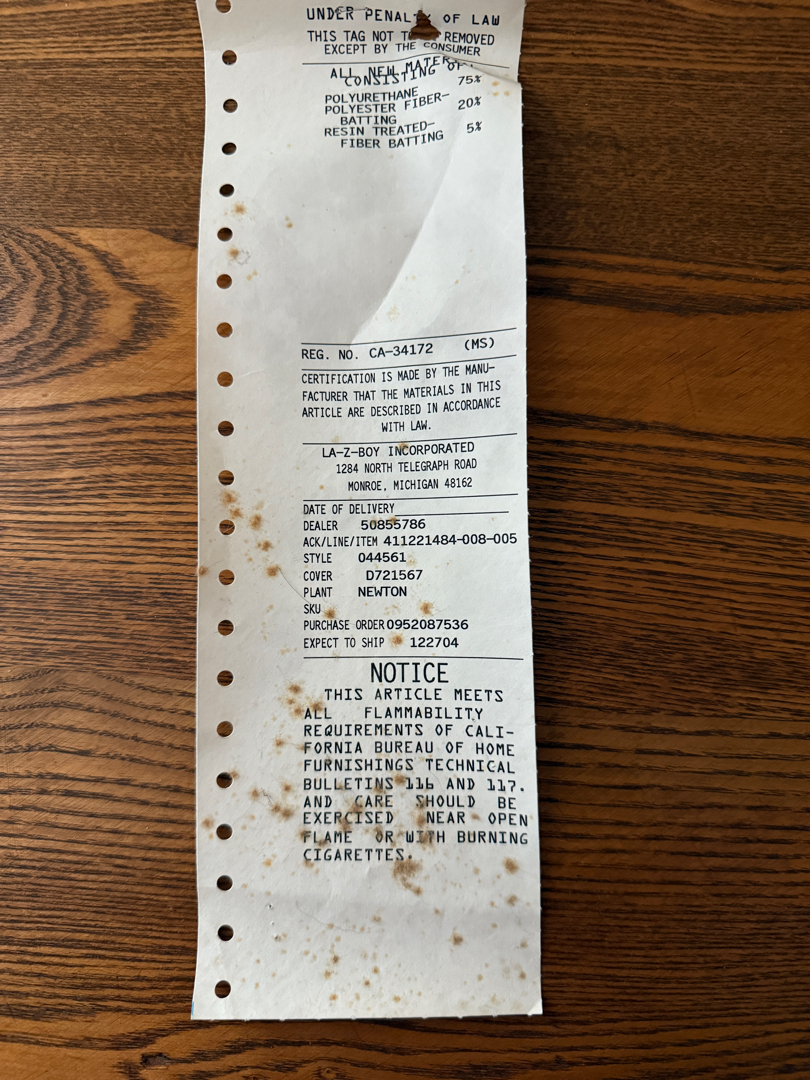 UNDER PENALTY OF LAW
THIS TAG NOT TO REMOVED
EXCEPT BY THE CONSUMER
ALL NEW MATER
CONSISTING OF
75%
POLYURETHANE
POLYESTER FIBER- 20%
BATTING
RESIN TREATED- 5%
FIBER BATTING
REG. NO. CA-34172 (MS)
CERTIFICATION IS MADE BY THE MANU-
FACTURER THAT THE MATERIALS IN THIS
ARTICLE ARE DESCRIBED IN ACCORDANCE
WITH LAW.
LA-Z-BOY INCORPORATED
1284 NORTH TELEGRAPH ROAD
MONROE, MICHIGAN 48162
DATE OF DELIVERY
DEALER 50855786
ACK/LINE/ITEM 411221484-008-005
STYLE 044561
COVER D721567
PLANT NEWTON
SKU
PURCHASE ORDER 0952087536
EXPECT TO SHIP 122704
NOTICE
THIS ARTICLE MEETS
ALL FLAMMABILITY
REQUIREMENTS OF CALI-
FORNIA BUREAU OF HOME
FURNISHINGS TECHNICAL
BULLETINS 116 AND 117.
AND CARE SHOULD BE
EXERCISED NEAR OPEN
FLAME OR WITH BURNING
CIGARETTES.